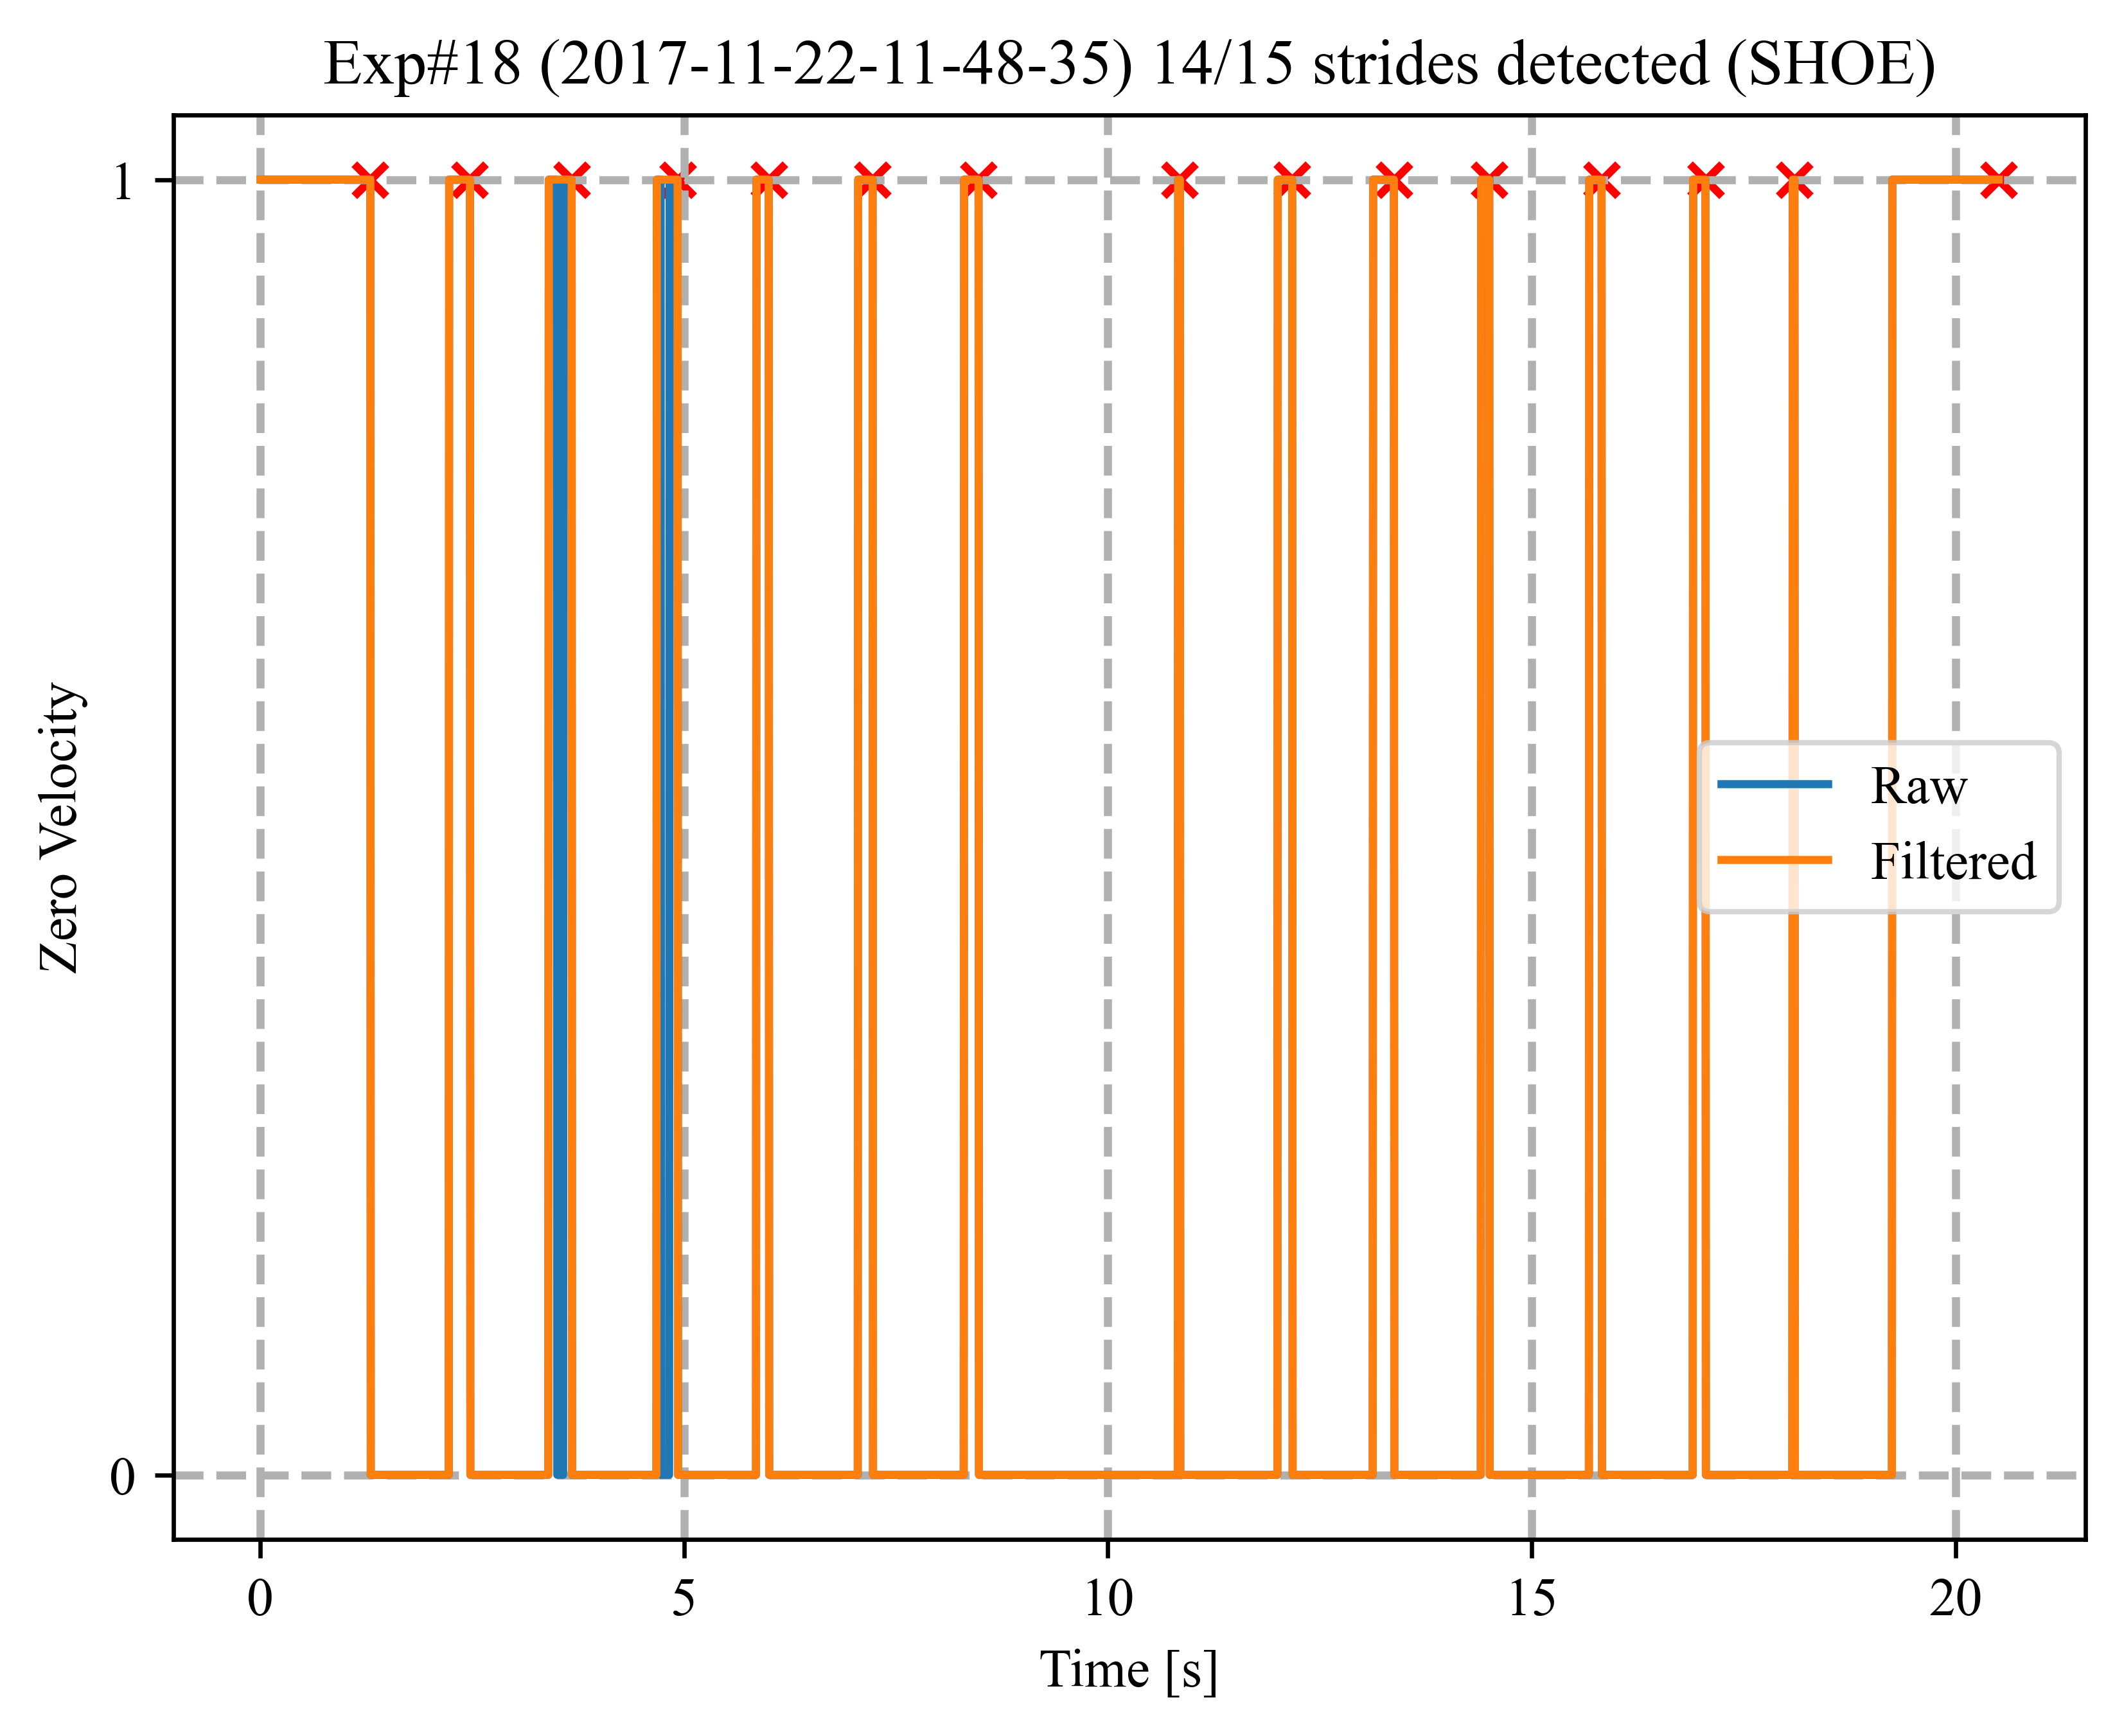 Exp#18 (2017-11-22-11-48-35) 14/15 strides detected (SHOE)
1
0
Zero Velocity
Raw
Filtered
0 5 10 15 20
Time [s]